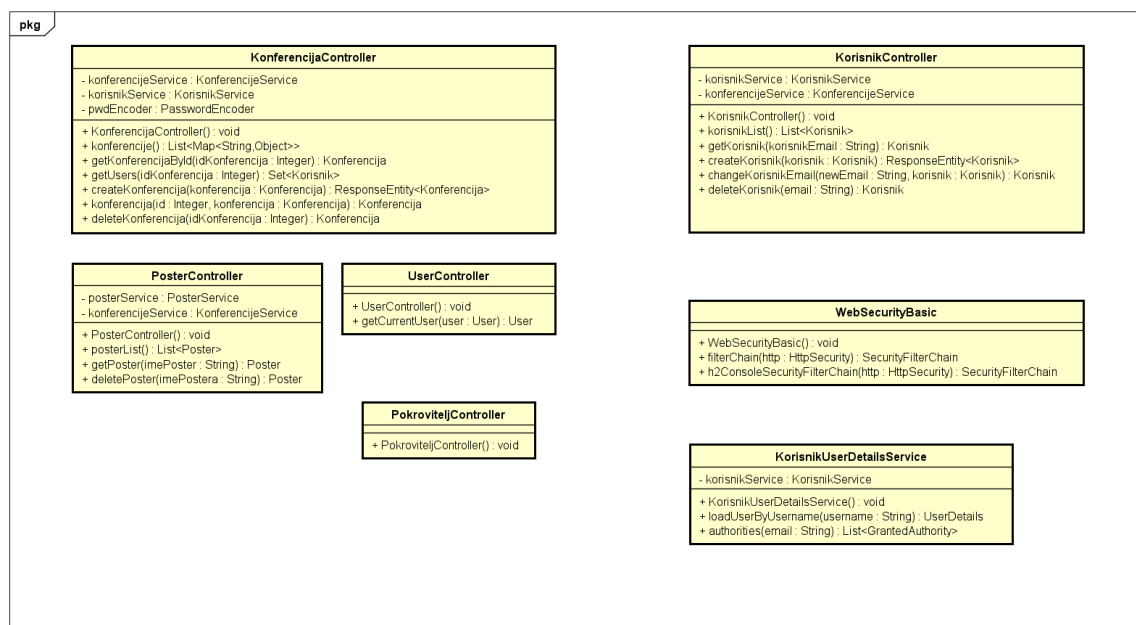 pkg
KonferencijaController
- konferencijeService : KonferencijeService
- korisnikService : KorisnikService
- pwdEncoder : PasswordEncoder
+ KonferencijaController() : void
+ konferencije() : List<Map<String,Object>>
+ getKonferencijaById(idKonferencija : Integer) : Konferencija
+ getUsers(idKonferencija : Integer) : Set<Korisnik>
+ createKonferencija(konferencija : Konferencija) : ResponseEntity<Konferencija>
+ konferencija(id : Integer, konferencija : Konferencija) : Konferencija
+ deleteKonferencija(idKonferencija : Integer) : Konferencija
KorisnikController
- korisnikService : KorisnikService
- konferencijeService : KonferencijeService
+ KorisnikController() : void
+ korisnikList() : List<Korisnik>
+ getKorisnik(korisnikEmail : String) : Korisnik
+ createKorisnik(korisnik : Korisnik) : ResponseEntity<Korisnik>
+ changeKorisnikEmail(newEmail : String, korisnik : Korisnik) : Korisnik
+ deleteKorisnik(email : String) : Korisnik
PosterController
- posterService : PosterService
- konferencijeService : KonferencijeService
+ PosterController() : void
+ posterList() : List<Poster>
+ getPoster(imePoster : String) : Poster
+ deletePoster(imePostera : String) : Poster
UserController
+ UserController() : void
+ getCurrentUser(user : User) : User
WebSecurityBasic
+ WebSecurityBasic() : void
+ filterChain(http : HttpSecurity) : SecurityFilterChain
+ h2ConsoleSecurityFilterChain(http : HttpSecurity) : SecurityFilterChain
PokroviteljController
+ PokroviteljController() : void
KorisnikUserDetailsService
- korisnikService : KorisnikService
+ KorisnikUserDetailsService() : void
+ loadUserByUsername(username : String) : UserDetails
+ authorities(email : String) : List<GrantedAuthority>